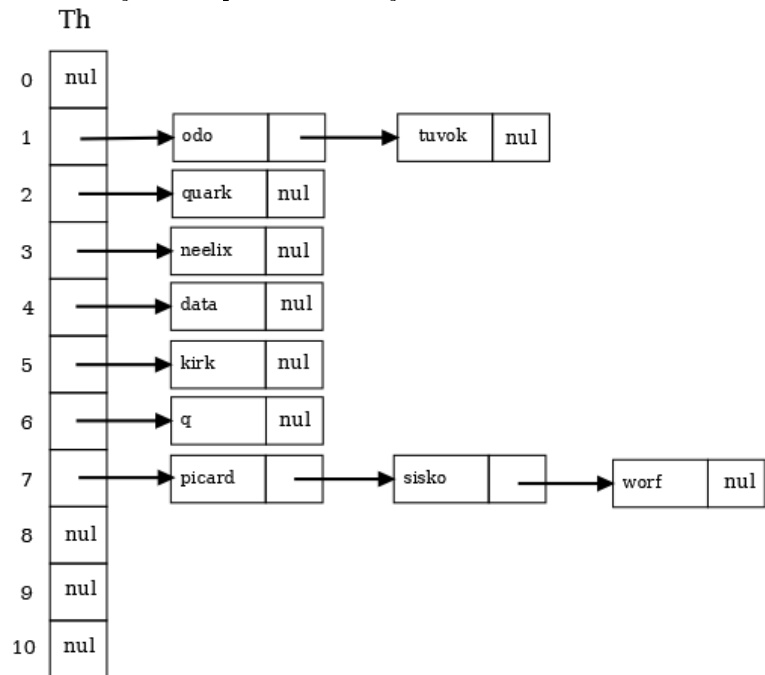 Th
0 nul
1 odo tuvok nul
2 quark nul
3 neelix nul
4 data nul
5 kirk nul
6 q nul
7 picard sisko worf nul
8 nul
9 nul
10 nul